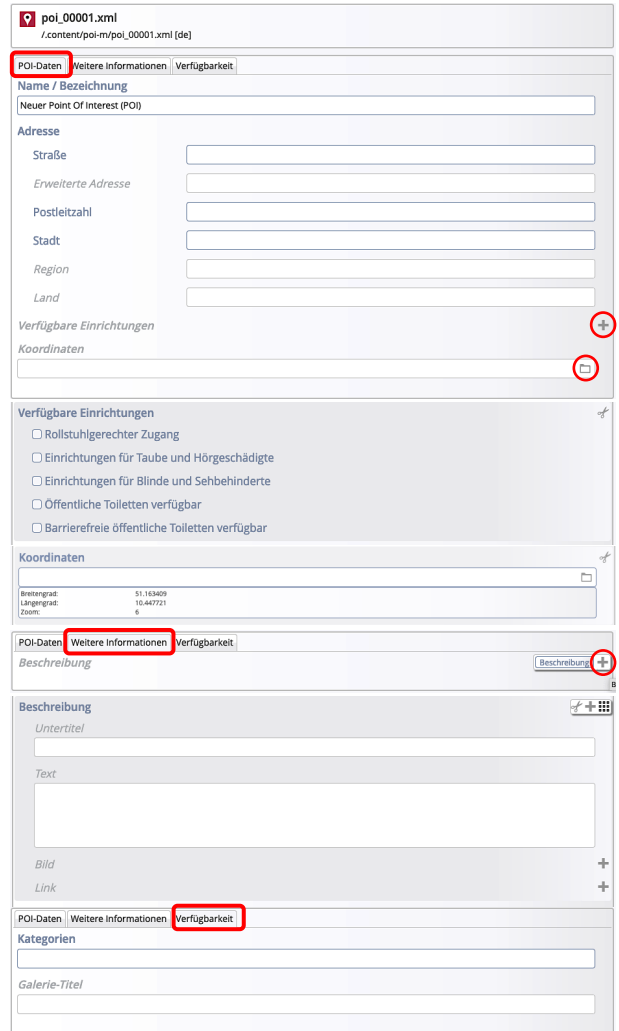 poi_00001.xml
/.content/poi-m/poi_00001.xml [de]
POI-Daten Weitere Informationen Verfügbarkeit
Name / Bezeichnung
Neuer Point Of Interest (POI)
Adresse
Straße
Erweiterte Adresse
Postleitzahl
Stadt
Region
Land
Verfügbare Einrichtungen
Koordinaten
Verfügbare Einrichtungen
Rollstuhlgerechter Zugang
Einrichtungen für Taube und Hörgeschädigte
Einrichtungen für Blinde und Sehbehinderte
Öffentliche Toiletten verfügbar
Barrierefreie öffentliche Toiletten verfügbar
Koordinaten
Breitengrad: 51.163409
Längengrad: 10.447721
Zoom: 6
POI-Daten Weitere Informationen Verfügbarkeit
Beschreibung Beschreibung
B
Beschreibung
Untertitel
Text
Bild
Link
POI-Daten Weitere Informationen Verfügbarkeit
Kategorien
Galerie-Titel